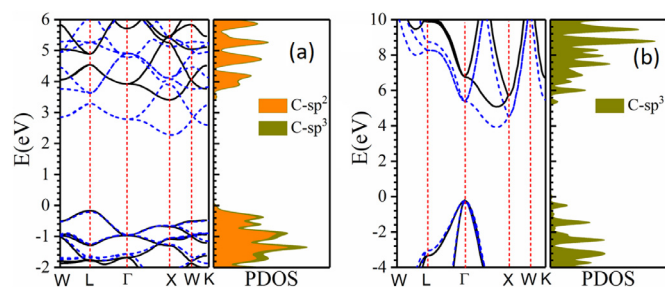 6
5
4
3
2
1
0
-1
-2
E(eV)
W L Γ X W K
(a)
C-sp²
C-sp³
PDOS
10
8
6
4
2
0
-2
-4
E(eV)
W L Γ X W K
(b)
C-sp³
PDOS